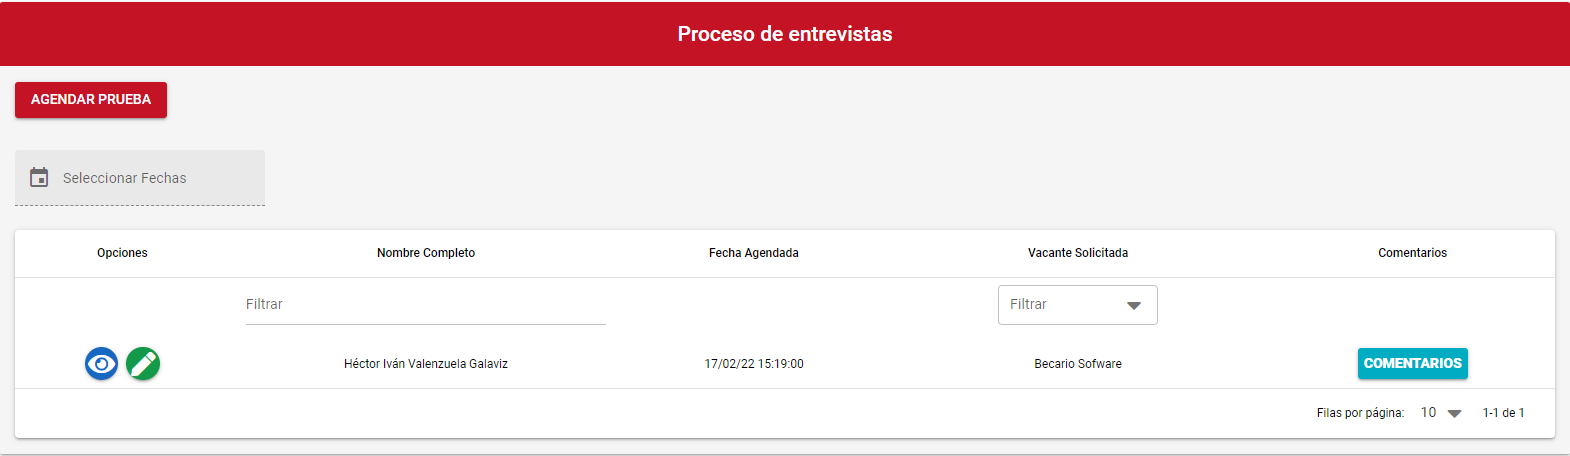 Proceso de entrevistas
AGENDAR PRUEBA
Seleccionar Fechas
Opciones Nombre Completo Fecha Agendada Vacante Solicitada Comentarios
Filtrar Filtrar
Héctor Iván Valenzuela Galaviz 17/02/22 15:19:00 Becario Sofware COMENTARIOS
Filas por página: 10 1-1 de 1